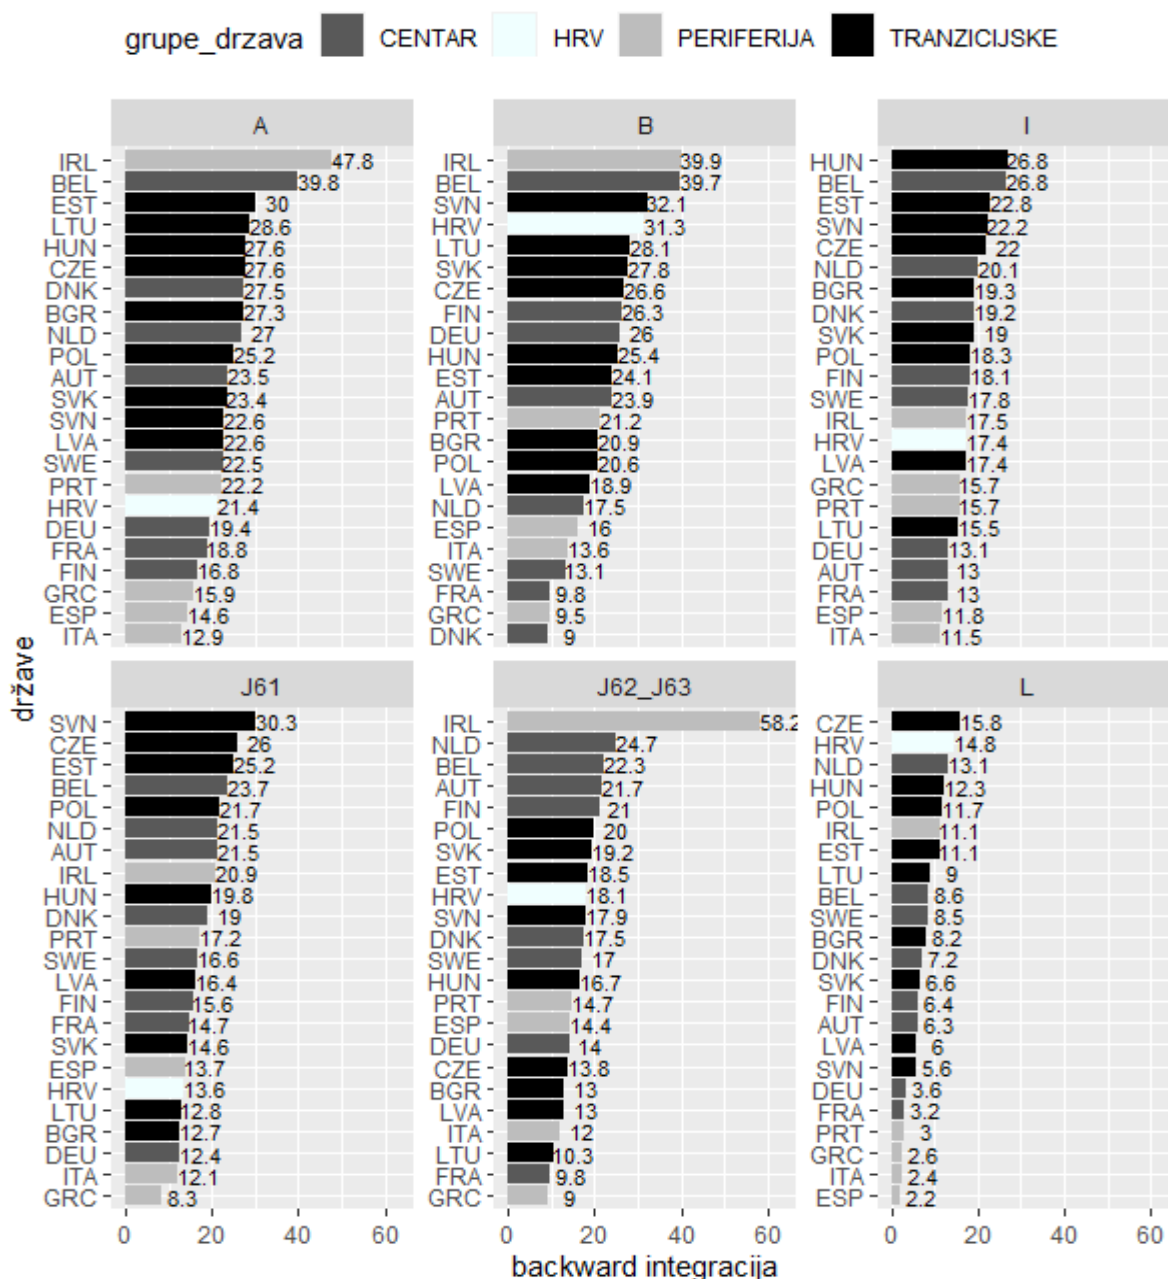 grupe_drzava CENTAR HRV PERIFERIJA TRANZICIJSKE
države
A
IRL 47.8
BEL 39.8
EST 30
LTU 28.6
HUN 27.6
CZE 27.6
DNK 27.5
BGR 27.3
NLD 27
POL 25.2
AUT 23.5
SVK 23.4
SVN 22.6
LVA 22.6
SWE 22.5
PRT 22.2
HRV 21.4
DEU 19.4
FRA 18.8
FIN 16.8
GRC 15.9
ESP 14.6
ITA 12.9
B
IRL 39.9
BEL 39.7
SVN 32.1
HRV 31.3
LTU 28.1
SVK 27.8
CZE 26.6
FIN 26.3
DEU 26
HUN 25.4
EST 24.1
AUT 23.9
PRT 21.2
BGR 20.9
POL 20.6
LVA 18.9
NLD 17.5
ESP 16
ITA 13.6
SWE 13.1
FRA 9.8
GRC 9.5
DNK 9
I
HUN 26.8
BEL 26.8
EST 22.8
SVN 22.2
CZE 22
NLD 20.1
BGR 19.3
DNK 19.2
SVK 19
POL 18.3
FIN 18.1
SWE 17.8
IRL 17.5
HRV 17.4
LVA 17.4
GRC 15.7
PRT 15.7
LTU 15.5
DEU 13.1
AUT 13
FRA 13
ESP 11.8
ITA 11.5
J61
SVN 30.3
CZE 26
EST 25.2
BEL 23.7
POL 21.7
NLD 21.5
AUT 21.5
IRL 20.9
HUN 19.8
DNK 19
PRT 17.2
SWE 16.6
LVA 16.4
FIN 15.6
FRA 14.7
SVK 14.6
ESP 13.7
HRV 13.6
LTU 12.8
BGR 12.7
DEU 12.4
ITA 12.1
GRC 8.3
0 20 40 60
J62_J63
IRL 58.2
NLD 24.7
BEL 22.3
AUT 21.7
FIN 21
POL 20
SVK 19.2
EST 18.5
HRV 18.1
SVN 17.9
DNK 17.5
SWE 17
HUN 16.7
PRT 14.7
ESP 14.4
DEU 14
CZE 13.8
BGR 13
LVA 13
ITA 12
LTU 10.3
FRA 9.8
GRC 9
0 20 40 60
L
CZE 15.8
HRV 14.8
NLD 13.1
HUN 12.3
POL 11.7
IRL 11.1
EST 11.1
LTU 9
BEL 8.6
SWE 8.5
BGR 8.2
DNK 7.2
SVK 6.6
FIN 6.4
AUT 6.3
LVA 6
SVN 5.6
DEU 3.6
FRA 3.2
PRT 3
GRC 2.6
ITA 2.4
ESP 2.2
0 20 40 60
backward integracija